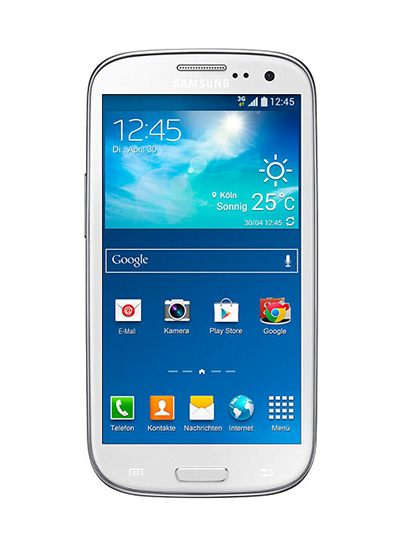 SAMSUNG
3G 12:45
12:45
Di. April 30
Köln
Sonnig 25°C
30/04 12:45
Google
E-Mail Kamera Play Store Google
Telefon Kontakte Nachrichten Internet Menü